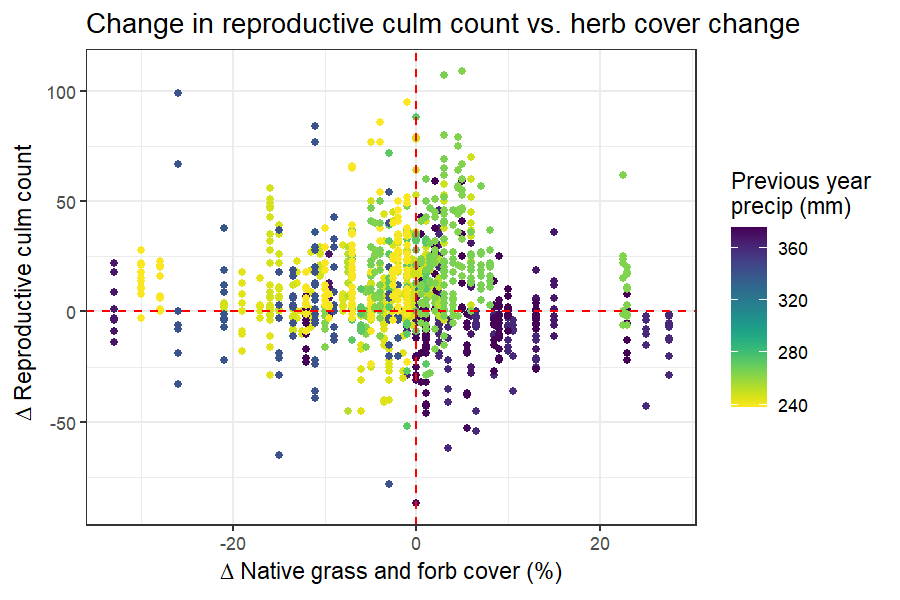 Change in reproductive culm count vs. herb cover change
Δ Reproductive culm count
100
50
0
-50
-20
0
20
Δ Native grass and forb cover (%)
Previous year
precip (mm)
360
320
280
240